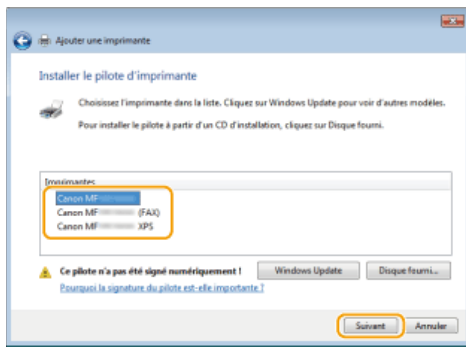 Ajouter une imprimante
Installer le pilote d'imprimante
Choisissez l'imprimante dans la liste. Cliquez sur Windows Update pour voir d'autres modèles.
Pour installer le pilote à partir d'un CD d'installation, cliquez sur Disque fourni.
Imprimantes
Canon MF
Canon MF (FAX)
Canon MF XPS
Ce pilote n'a pas été signé numériquement ! Windows Update Disque fourni...
Pourquoi la signature du pilote est-elle importante ?
Suivant Annuler